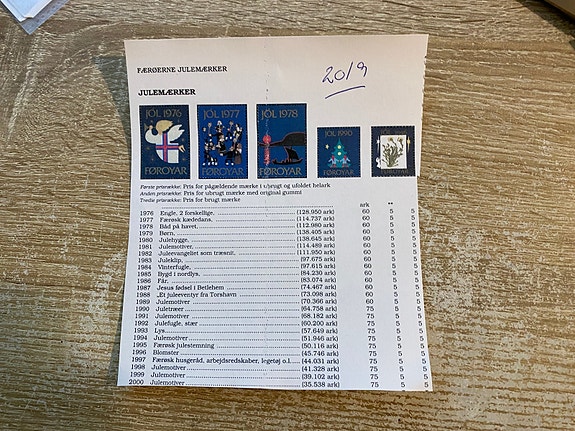 FÆRØERNE JULEMÆRKER
2019
JULEMÆRKER
JÓL 1976 FØROYAR
JÓL 1977 FØROYAR
JÓL 1978 FØROYAR
JÓL 1990 FØROYAR
FØROYAR
Første prisrække: Pris for pågældende mærke i ubrugt og ufoldet helark
Anden prisrække: Pris for ubrugt mærke med original gummi
Tredie prisrække: Pris for brugt mærke
ark **
1976 Engle, 2 forskellige. (128.950 ark) 60 5 5
1977 Færøsk kædedans. (114.737 ark) 60 5 5
1978 Båd på havet. (112.980 ark) 60 5 5
1979 Børn. (138.405 ark) 60 5 5
1980 Julehygge. (138.645 ark) 60 5 5
1981 Julemotiver. (114.489 ark) 60 5 5
1982 Juleevangeliet som træsnit. (111.950 ark) 60 5 5
1983 Juleklip. (97.675 ark) 60 5 5
1984 Vinterfugle. (97.615 ark) 60 5 5
1985 Bygd i nordlys. (84.230 ark) 60 5 5
1986 Får. (83.074 ark) 60 5 5
1987 Jesus fødsel i Betlehem (74.467 ark) 60 5 5
1988 „Et juleeventyr fra Torshavn (73.098 ark) 60 5 5
1989 Julemotiver (70.366 ark) 60 5 5
1990 Juletræer (64.758 ark) 75 5 5
1991 Julemotiver (68.182 ark) 75 5 5
1992 Julefugle, stær (60.200 ark) 75 5 5
1993 Lys (57.649 ark) 75 5 5
1994 Julemotiver (51.946 ark) 75 5 5
1995 Færøsk julestemning (50.116 ark) 75 5 5
1996 Blomster (45.746 ark) 75 5 5
1997 Færøsk husgeråd, arbejdsredskaber, legetøj o.l. (44.031 ark) 75 5 5
1998 Julemotiver (41.328 ark) 75 5 5
1999 Julemotiver (39.102 ark) 75 5 5
2000 Julemotiver (35.538 ark) 75 5 5